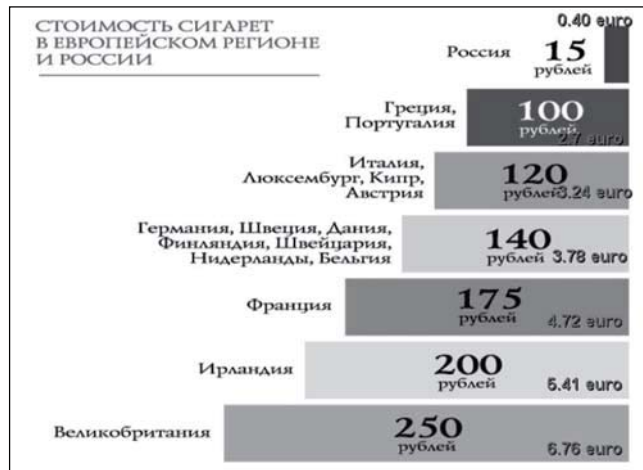 СТОИМОСТЬ СИГАРЕТ
В ЕВРОПЕЙСКОМ РЕГИОНЕ
И РОССИИ
0.40 euro
Россия
15
рублей
Греция,
Португалия
100
рублей
2.7 euro
Италия,
Люксембург, Кипр,
Австрия
120
рублей
3.24 euro
Германия, Швеция, Дания,
Финляндия, Швейцария,
Нидерланды, Бельгия
140
рублей
3.78 euro
Франция
175
рублей
4.72 euro
Ирландия
200
рублей
5.41 euro
Великобритания
250
рублей
6.76 euro